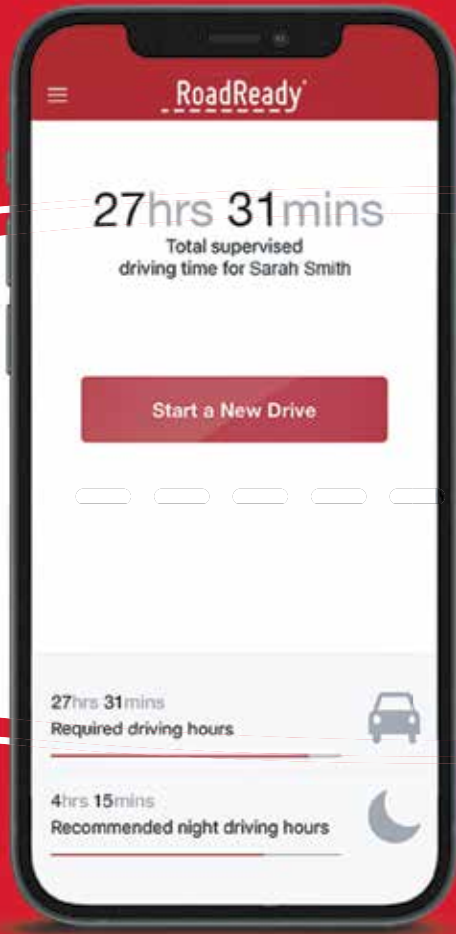 RoadReady®
27hrs 31mins
Total supervised
driving time for Sarah Smith
Start a New Drive
27hrs 31mins
Required driving hours
4hrs 15mins
Recommended night driving hours